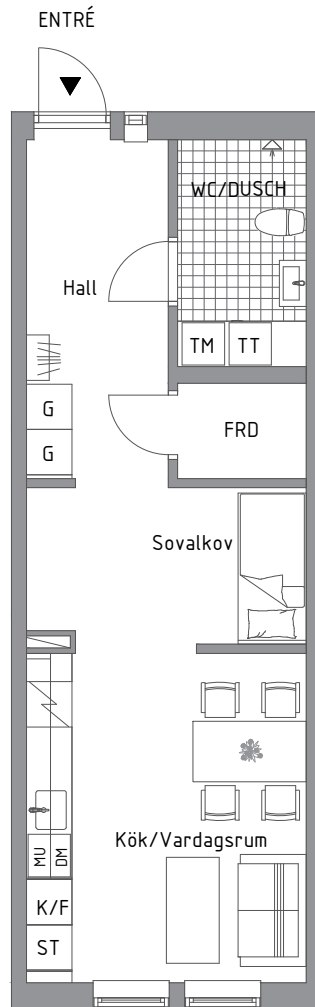 ENTRÉ
WC/DUSCH
Hall
TM
TT
G
FRD
G
Sovalkov
Kök/Vardagsrum
MU
DM
K/F
ST